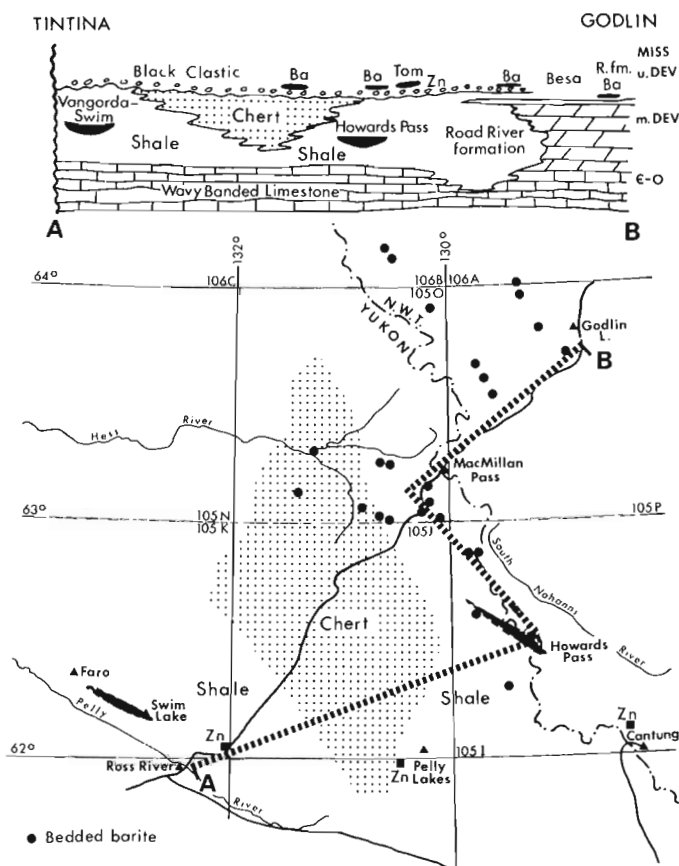 TINTINA GODLIN
MISS
Black Clastic Ba Ba Tom Zn Ba Besa R.fm. u. DEV
Ba
Vangorda-
Swim
Chert
Howards Pass
m. DEV
Shale
Shale
Road River
formation
Wavy Banded Limestone
Є-O
A B
132° 130°
64° 106C 106B 106A
105O
N.W.T.
YUKON
Godlin
L.
B
Hess River
MacMillan
Pass
63° 105N 105P
105K 105J
South
Nahanni
River
Chert
Howards
Pass
Faro
Shale
Swim
Lake
Shale
Pelly
Zn
Zn
Cantung
62°
105I
Ross River
A
Zn
Pelly
Lakes
River
Bedded barite